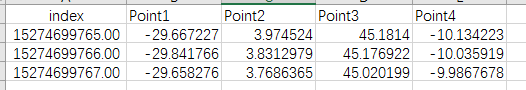 index Point1 Point2 Point3 Point4
15274699765.00 -29.667227 3.974524 45.1814 -10.134223
15274699766.00 -29.841766 3.8312979 45.176922 -10.035919
15274699767.00 -29.658276 3.7686365 45.020199 -9.9867678